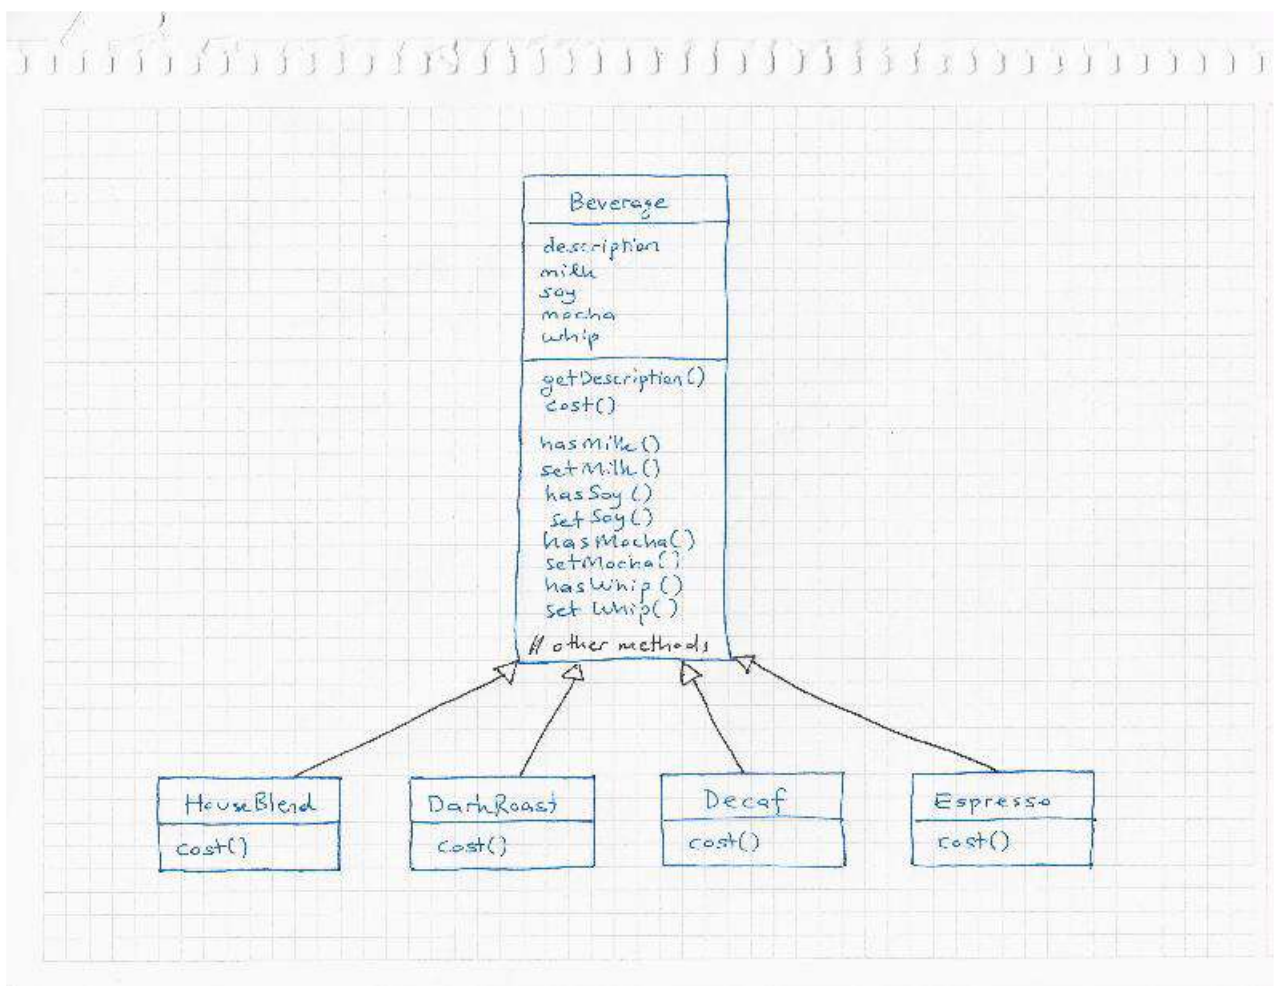 Beverage
description
milk
soy
mocha
whip
getDescription()
cost()
hasMilk()
setMilk()
hasSoy()
setSoy()
hasMocha()
setMocha()
hasWhip()
setWhip()
// other methods
HouseBlend
cost()
DarkRoast
cost()
Decaf
cost()
Espresso
cost()